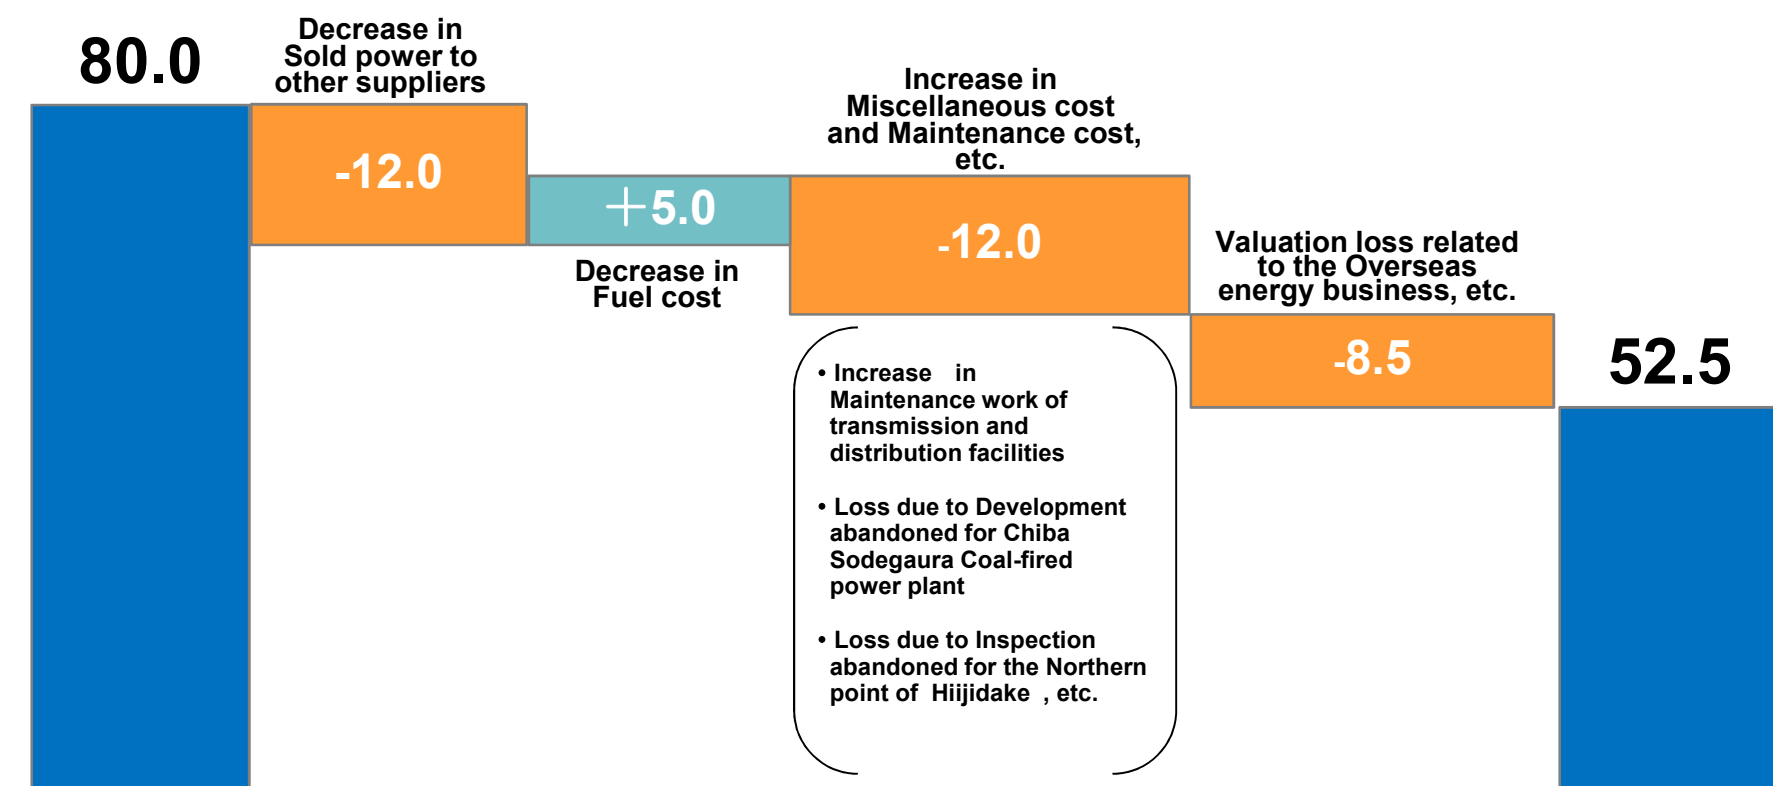 80.0
Decrease in
Sold power to
other suppliers
-12.0
+5.0
Decrease in
Fuel cost
Increase in
Miscellaneous cost
and Maintenance cost,
etc.
-12.0
• Increase in
Maintenance work of
transmission and
distribution facilities
• Loss due to Development
abandoned for Chiba
Sodegaura Coal-fired
power plant
• Loss due to Inspection
abandoned for the Northern
point of Hiijidake , etc.
Valuation loss related
to the Overseas
energy business, etc.
-8.5
52.5